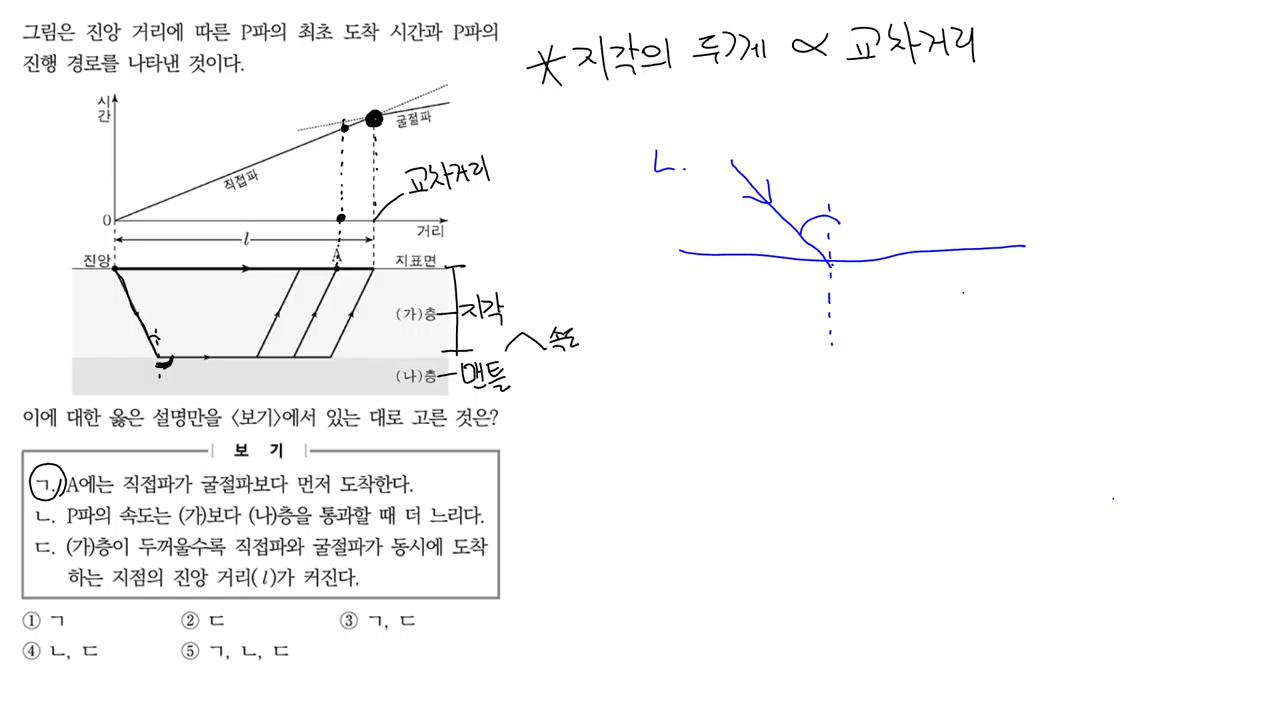 그림은 진앙 거리에 따른 P파의 최초 도착 시간과 P파의
진행 경로를 나타낸 것이다.
* 지각의 두께 ∝ 교차거리
시간
굴절파
직접파
교차거리
0
거리
l
진앙
A
지표면
(가)층
지각
속도
(나)층
맨틀
ㄴ.
이에 대한 옳은 설명만을 <보기>에서 있는 대로 고른 것은?
보 기
ㄱ. A에는 직접파가 굴절파보다 먼저 도착한다.
ㄴ. P파의 속도는 (가)보다 (나)층을 통과할 때 더 느리다.
ㄷ. (가)층이 두꺼울수록 직접파와 굴절파가 동시에 도착
하는 지점의 진앙 거리(l)가 커진다.
① ㄱ ② ㄷ ③ ㄱ, ㄷ
④ ㄴ, ㄷ ⑤ ㄱ, ㄴ, ㄷ